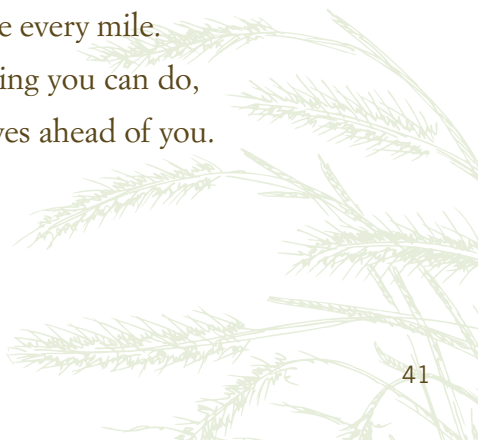 e every mile.
ing you can do,
ves ahead of you.
41